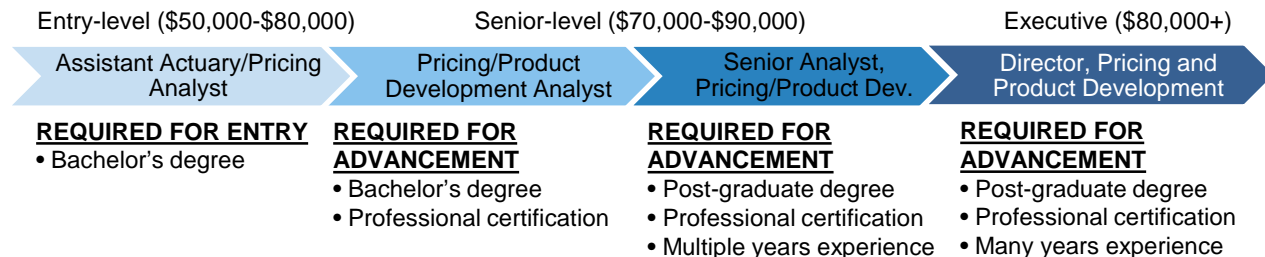 Entry-level ($50,000-$80,000)
Senior-level ($70,000-$90,000)
Executive ($80,000+)
Assistant Actuary/Pricing
Analyst
Pricing/Product
Development Analyst
Senior Analyst,
Pricing/Product Dev.
Director, Pricing and
Product Development
REQUIRED FOR ENTRY
• Bachelor’s degree
REQUIRED FOR
ADVANCEMENT
• Bachelor’s degree
• Professional certification
REQUIRED FOR
ADVANCEMENT
• Post-graduate degree
• Professional certification
• Multiple years experience
REQUIRED FOR
ADVANCEMENT
• Post-graduate degree
• Professional certification
• Many years experience